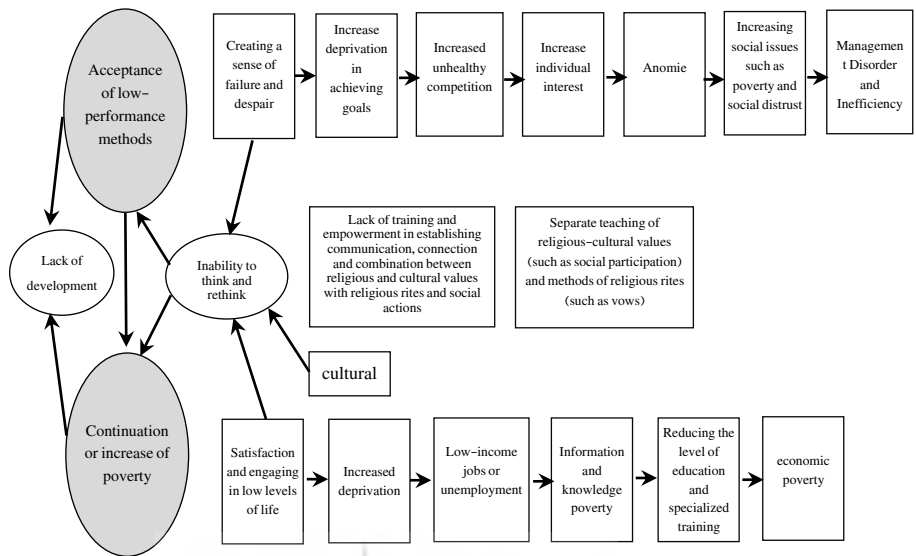 Acceptance
of low-
performance
methods
Creating a
sense of
failure and
despair
Increase
deprivation
in
achieving
goals
Increased
unhealthy
competition
Increase
individual
interest
Anomie
Increasing
social issues
such as
poverty and
social distrust
Managemen
t Disorder
and
Inefficiency
Lack of
development
Inability to
think and
rethink
Lack of training and
empowerment in establishing
communication, connection
and combination between
religious and cultural values
with religious rites and social
actions
Separate teaching of
religious-cultural values
(such as social participation)
and methods of religious rites
(such as vows)
cultural
Continuation
or increase of
poverty
Satisfaction
and engaging
in low levels
of life
Increased
deprivation
Low-income
jobs or
unemployment
Information
and
knowledge
poverty
Reducing the
level of
education
and
specialized
training
economic
poverty